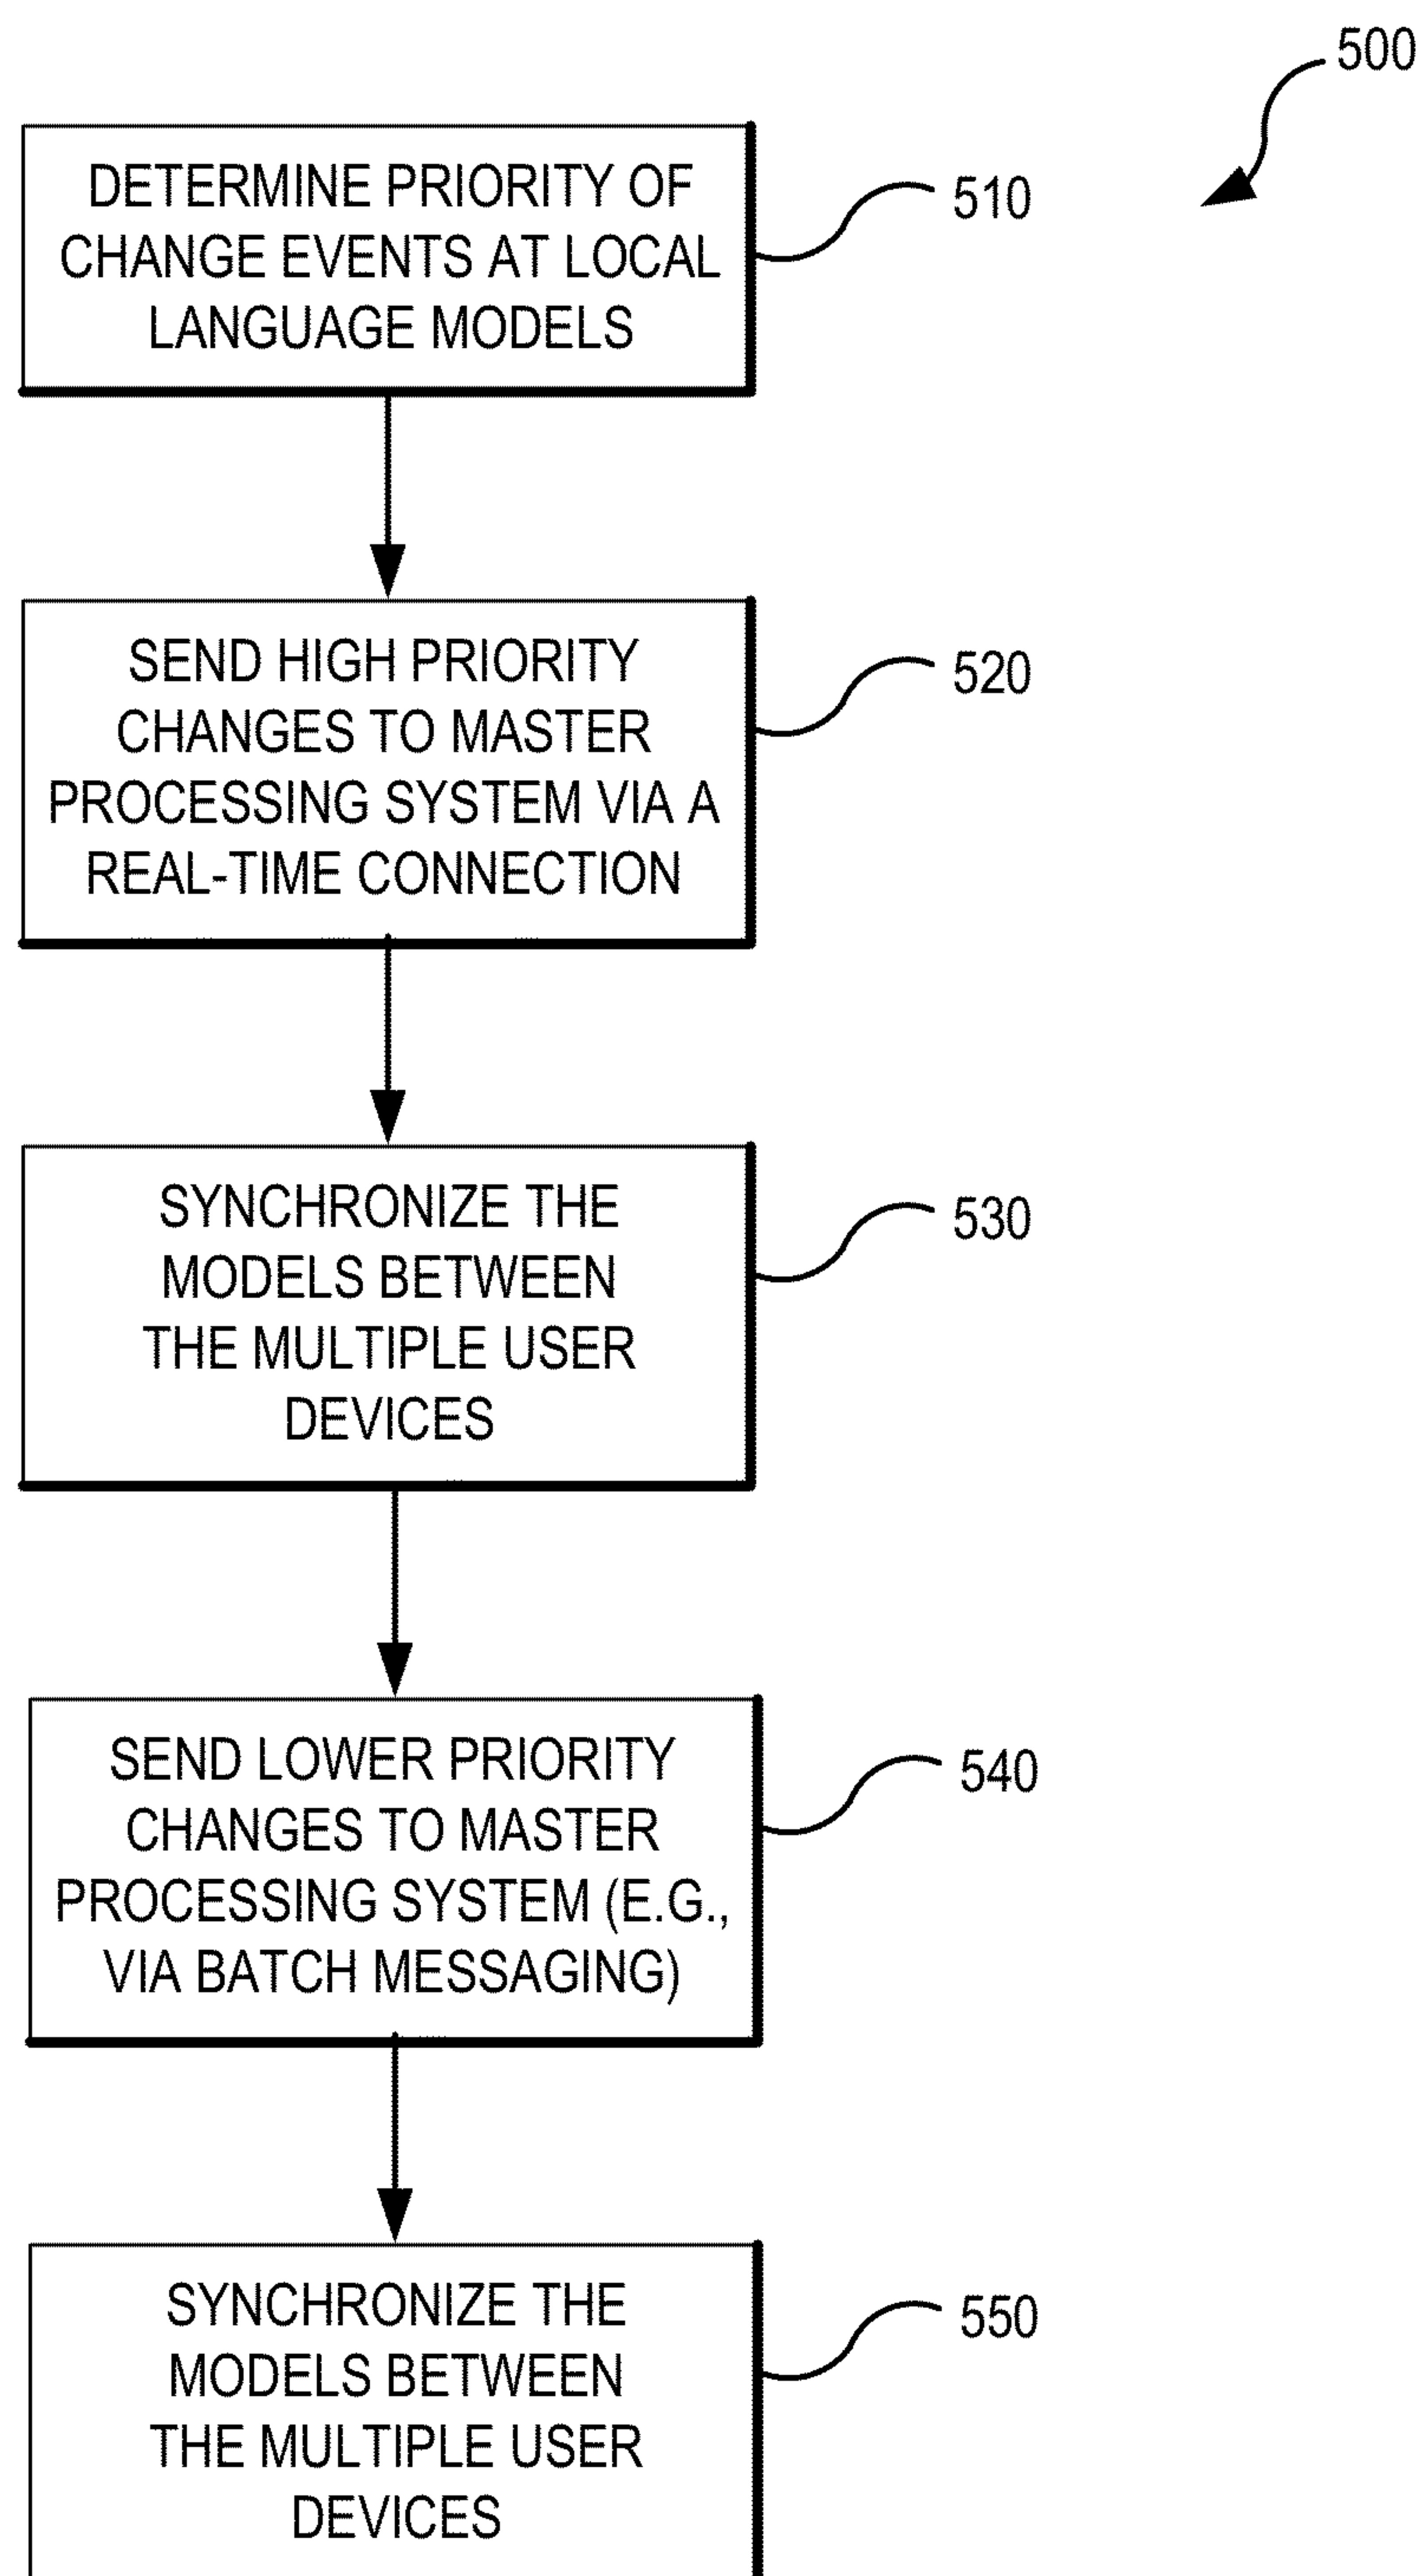 500
DETERMINE PRIORITY OF
CHANGE EVENTS AT LOCAL
LANGUAGE MODELS
510
SEND HIGH PRIORITY
CHANGES TO MASTER
PROCESSING SYSTEM VIA A
REAL-TIME CONNECTION
520
SYNCHRONIZE THE
MODELS BETWEEN
THE MULTIPLE USER
DEVICES
530
SEND LOWER PRIORITY
CHANGES TO MASTER
PROCESSING SYSTEM (E.G.,
VIA BATCH MESSAGING)
540
SYNCHRONIZE THE
MODELS BETWEEN
THE MULTIPLE USER
DEVICES
550